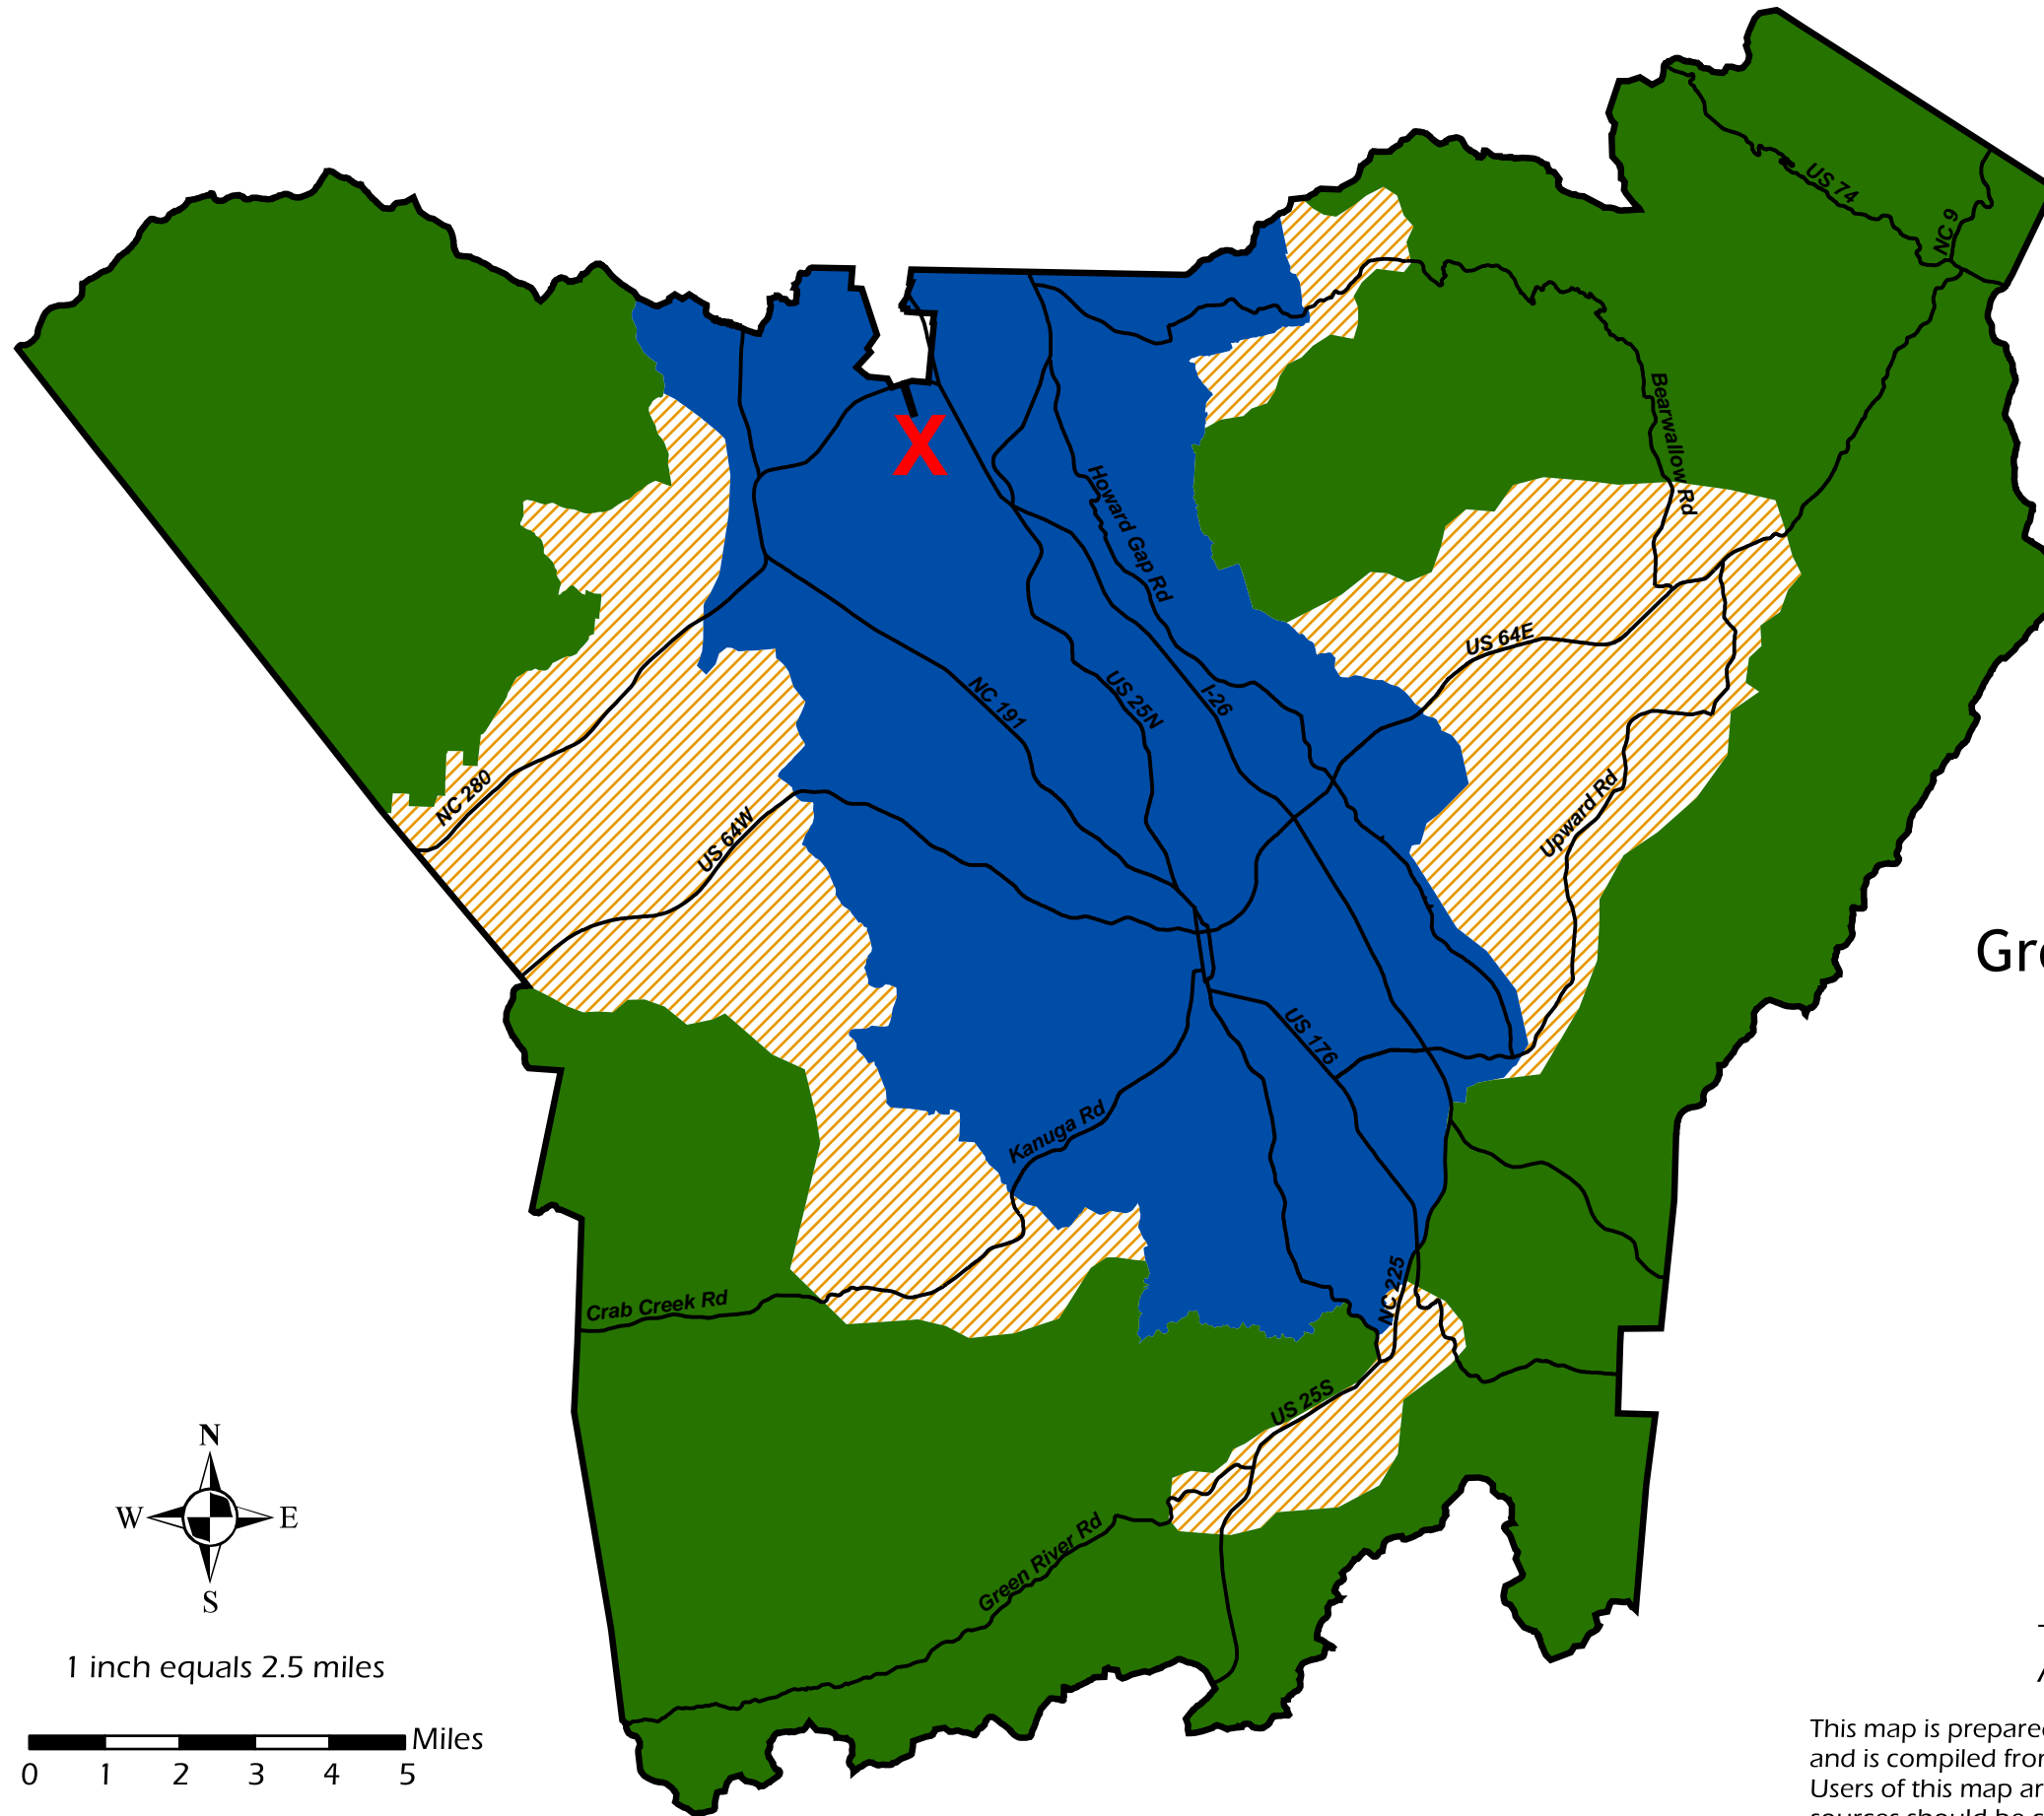 US 74
NC 9
Bearwallow Rd
X
Howard Gap Rd
US 64E
NC 191
US 25N
I-26
NC 280
US 64W
Upward Rd
Gr
US 176
Kanuga Rd
NC 225
Crab Creek Rd
US 25S
Green River Rd
N
W E
S
1 inch equals 2.5 miles
Miles
0 1 2 3 4 5
This map is prepare
and is compiled fro
Users of this map ar